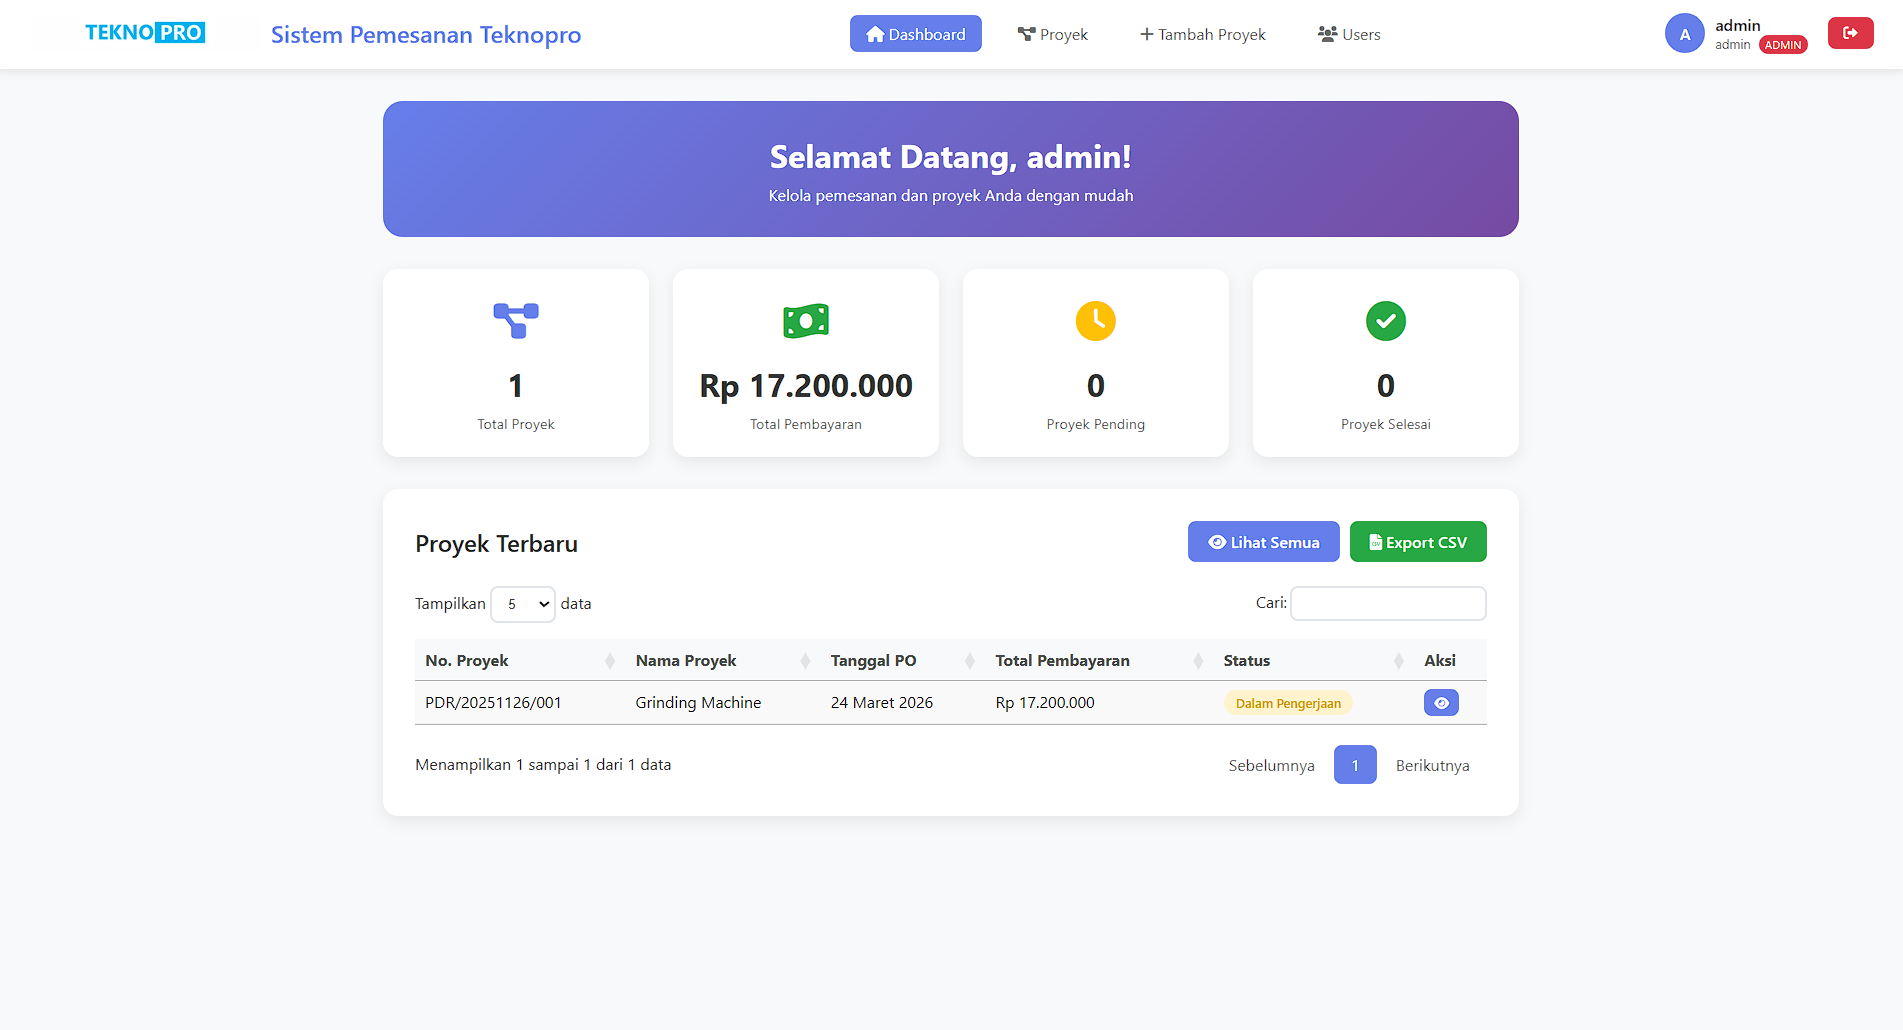 TEKNO PRO
Sistem Pemesanan Teknopro
Dashboard
Proyek
Tambah Proyek
Users
A
admin
admin ADMIN
Selamat Datang, admin!
Kelola pemesanan dan proyek Anda dengan mudah
1
Total Proyek
Rp 17.200.000
Total Pembayaran
0
Proyek Pending
0
Proyek Selesai
Proyek Terbaru
Lihat Semua
Export CSV
Tampilkan 5 data
Cari:
No. Proyek Nama Proyek Tanggal PO Total Pembayaran Status Aksi
PDR/20251126/001 Grinding Machine 24 Maret 2026 Rp 17.200.000 Dalam Pengerjaan
Menampilkan 1 sampai 1 dari 1 data
Sebelumnya 1 Berikutnya